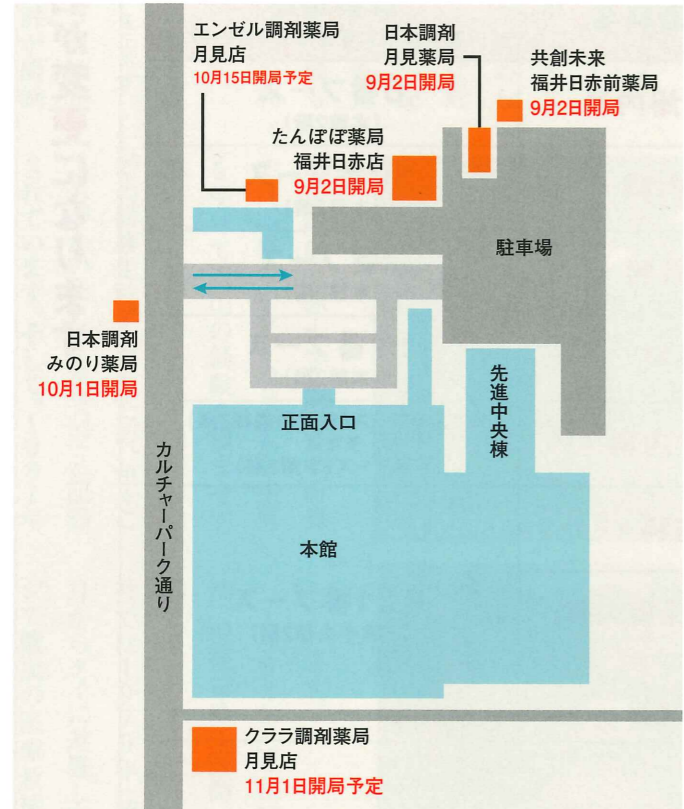 エンゼル調剤薬局
月見店
10月15日開局予定
日本調剤
月見薬局
9月2日開局
共創未来
福井日赤前薬局
9月2日開局
たんぽぽ薬局
福井日赤店
9月2日開局
駐車場
日本調剤
みのり薬局
10月1日開局
正面入口
先進中央棟
カルチャーパーク通り
本館
クララ調剤薬局
月見店
11月1日開局予定